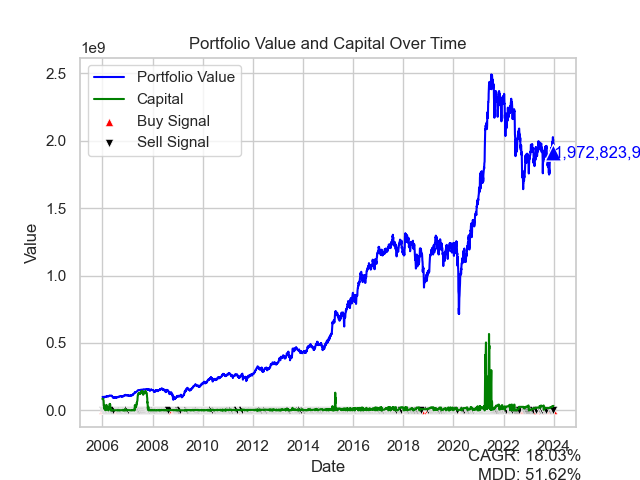 Portfolio Value and Capital Over Time
1e9
Portfolio Value
Capital
Buy Signal
Sell Signal
2.5
2.0
1.5
1.0
0.5
0.0
Value
1,972,823,9
2006 2008 2010 2012 2014 2016 2018 2020 2022 2024
Date
CAGR: 18.03%
MDD: 51.62%